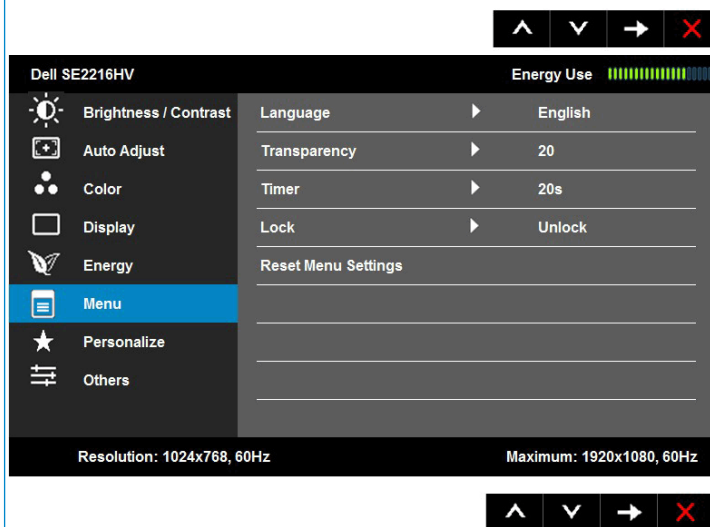 Dell SE2216HV Energy Use
Brightness / Contrast Language English
Auto Adjust Transparency 20
Color Timer 20s
Display Lock Unlock
Energy Reset Menu Settings
Menu
Personalize
Others
Resolution: 1024x768, 60Hz Maximum: 1920x1080, 60Hz